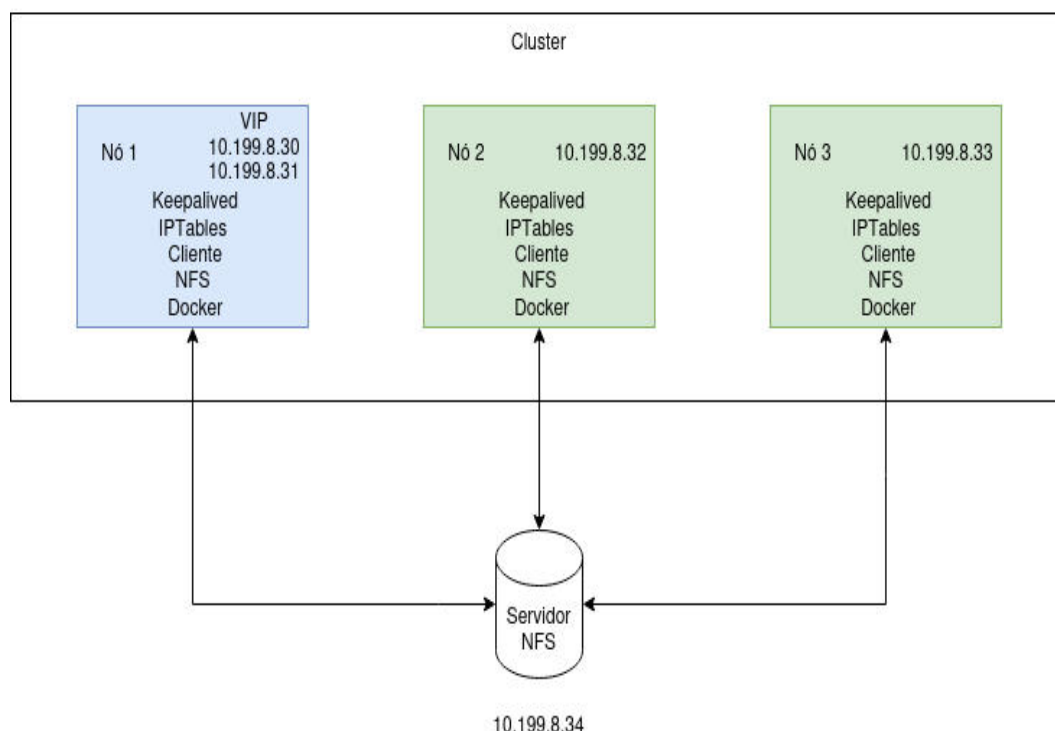 Cluster
VIP
Nó 1
10.199.8.30
10.199.8.31
Keepalived
IPTables
Cliente
NFS
Docker
Nó 2
10.199.8.32
Keepalived
IPTables
Cliente
NFS
Docker
Nó 3
10.199.8.33
Keepalived
IPTables
Cliente
NFS
Docker
Servidor
NFS
10.199.8.34